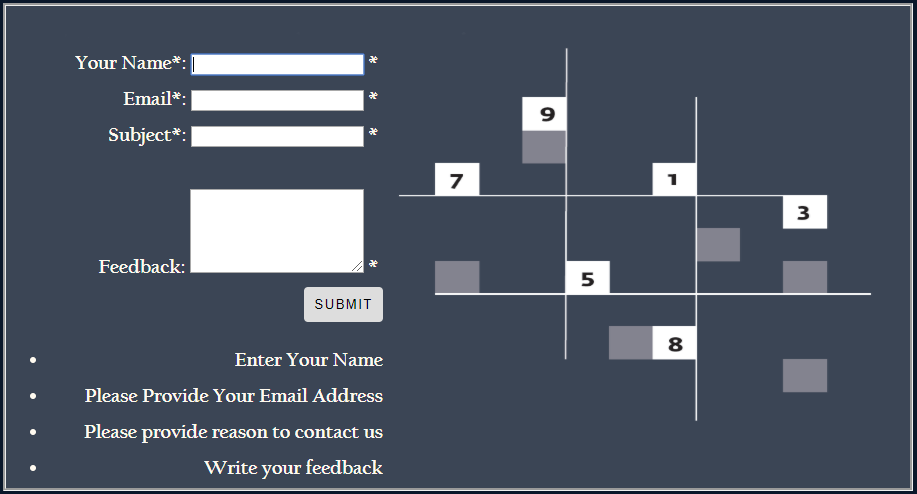 Your Name*: *
Email*: *
Subject*: *
Feedback: *
SUBMIT
Enter Your Name
Please Provide Your Email Address
Please provide reason to contact us
Write your feedback
9
7 1
3
5
8